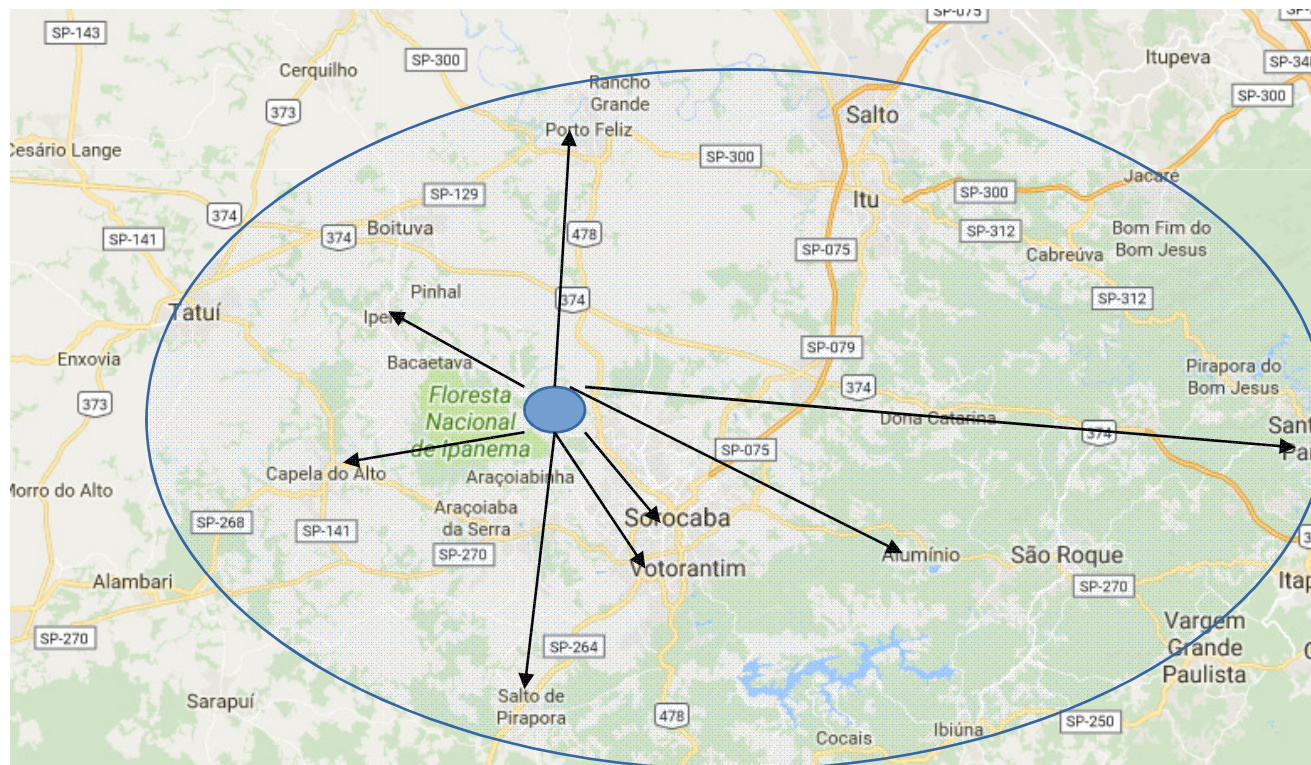 SP-075
SP-143
SP-300
Itupeva
Cerquilho
SP-348
Rancho
Grande
SP-300
373
Salto
Porto Feliz
Cesário Lange
SP-300
Jacaré
SP-129
SP-300
Itu
374
Boituva
478
SP-312
Bom Fim do
Bom Jesus
SP-141
374
SP-075
Cabreúva
Pinhal
374
SP-312
Tatuí
SP-079
Enxovia
Bacaetava
Pirapora do
Bom Jesus
374
Floresta
Nacional
de Ipanema
373
Dona Catarina
374
SP-075
Capela do Alto
Araçoiabinha
Morro do Alto
Araçoiaba
da Serra
SP-268
SP-141
Sorocaba
SP-270
Alumínio
São Roque
Votorantim
Alambari
SP-270
SP-270
SP-264
Vargem
Grande
Paulista
Sarapuí
Salto de
Pirapora
478
SP-250
Ibiúna
Cocais